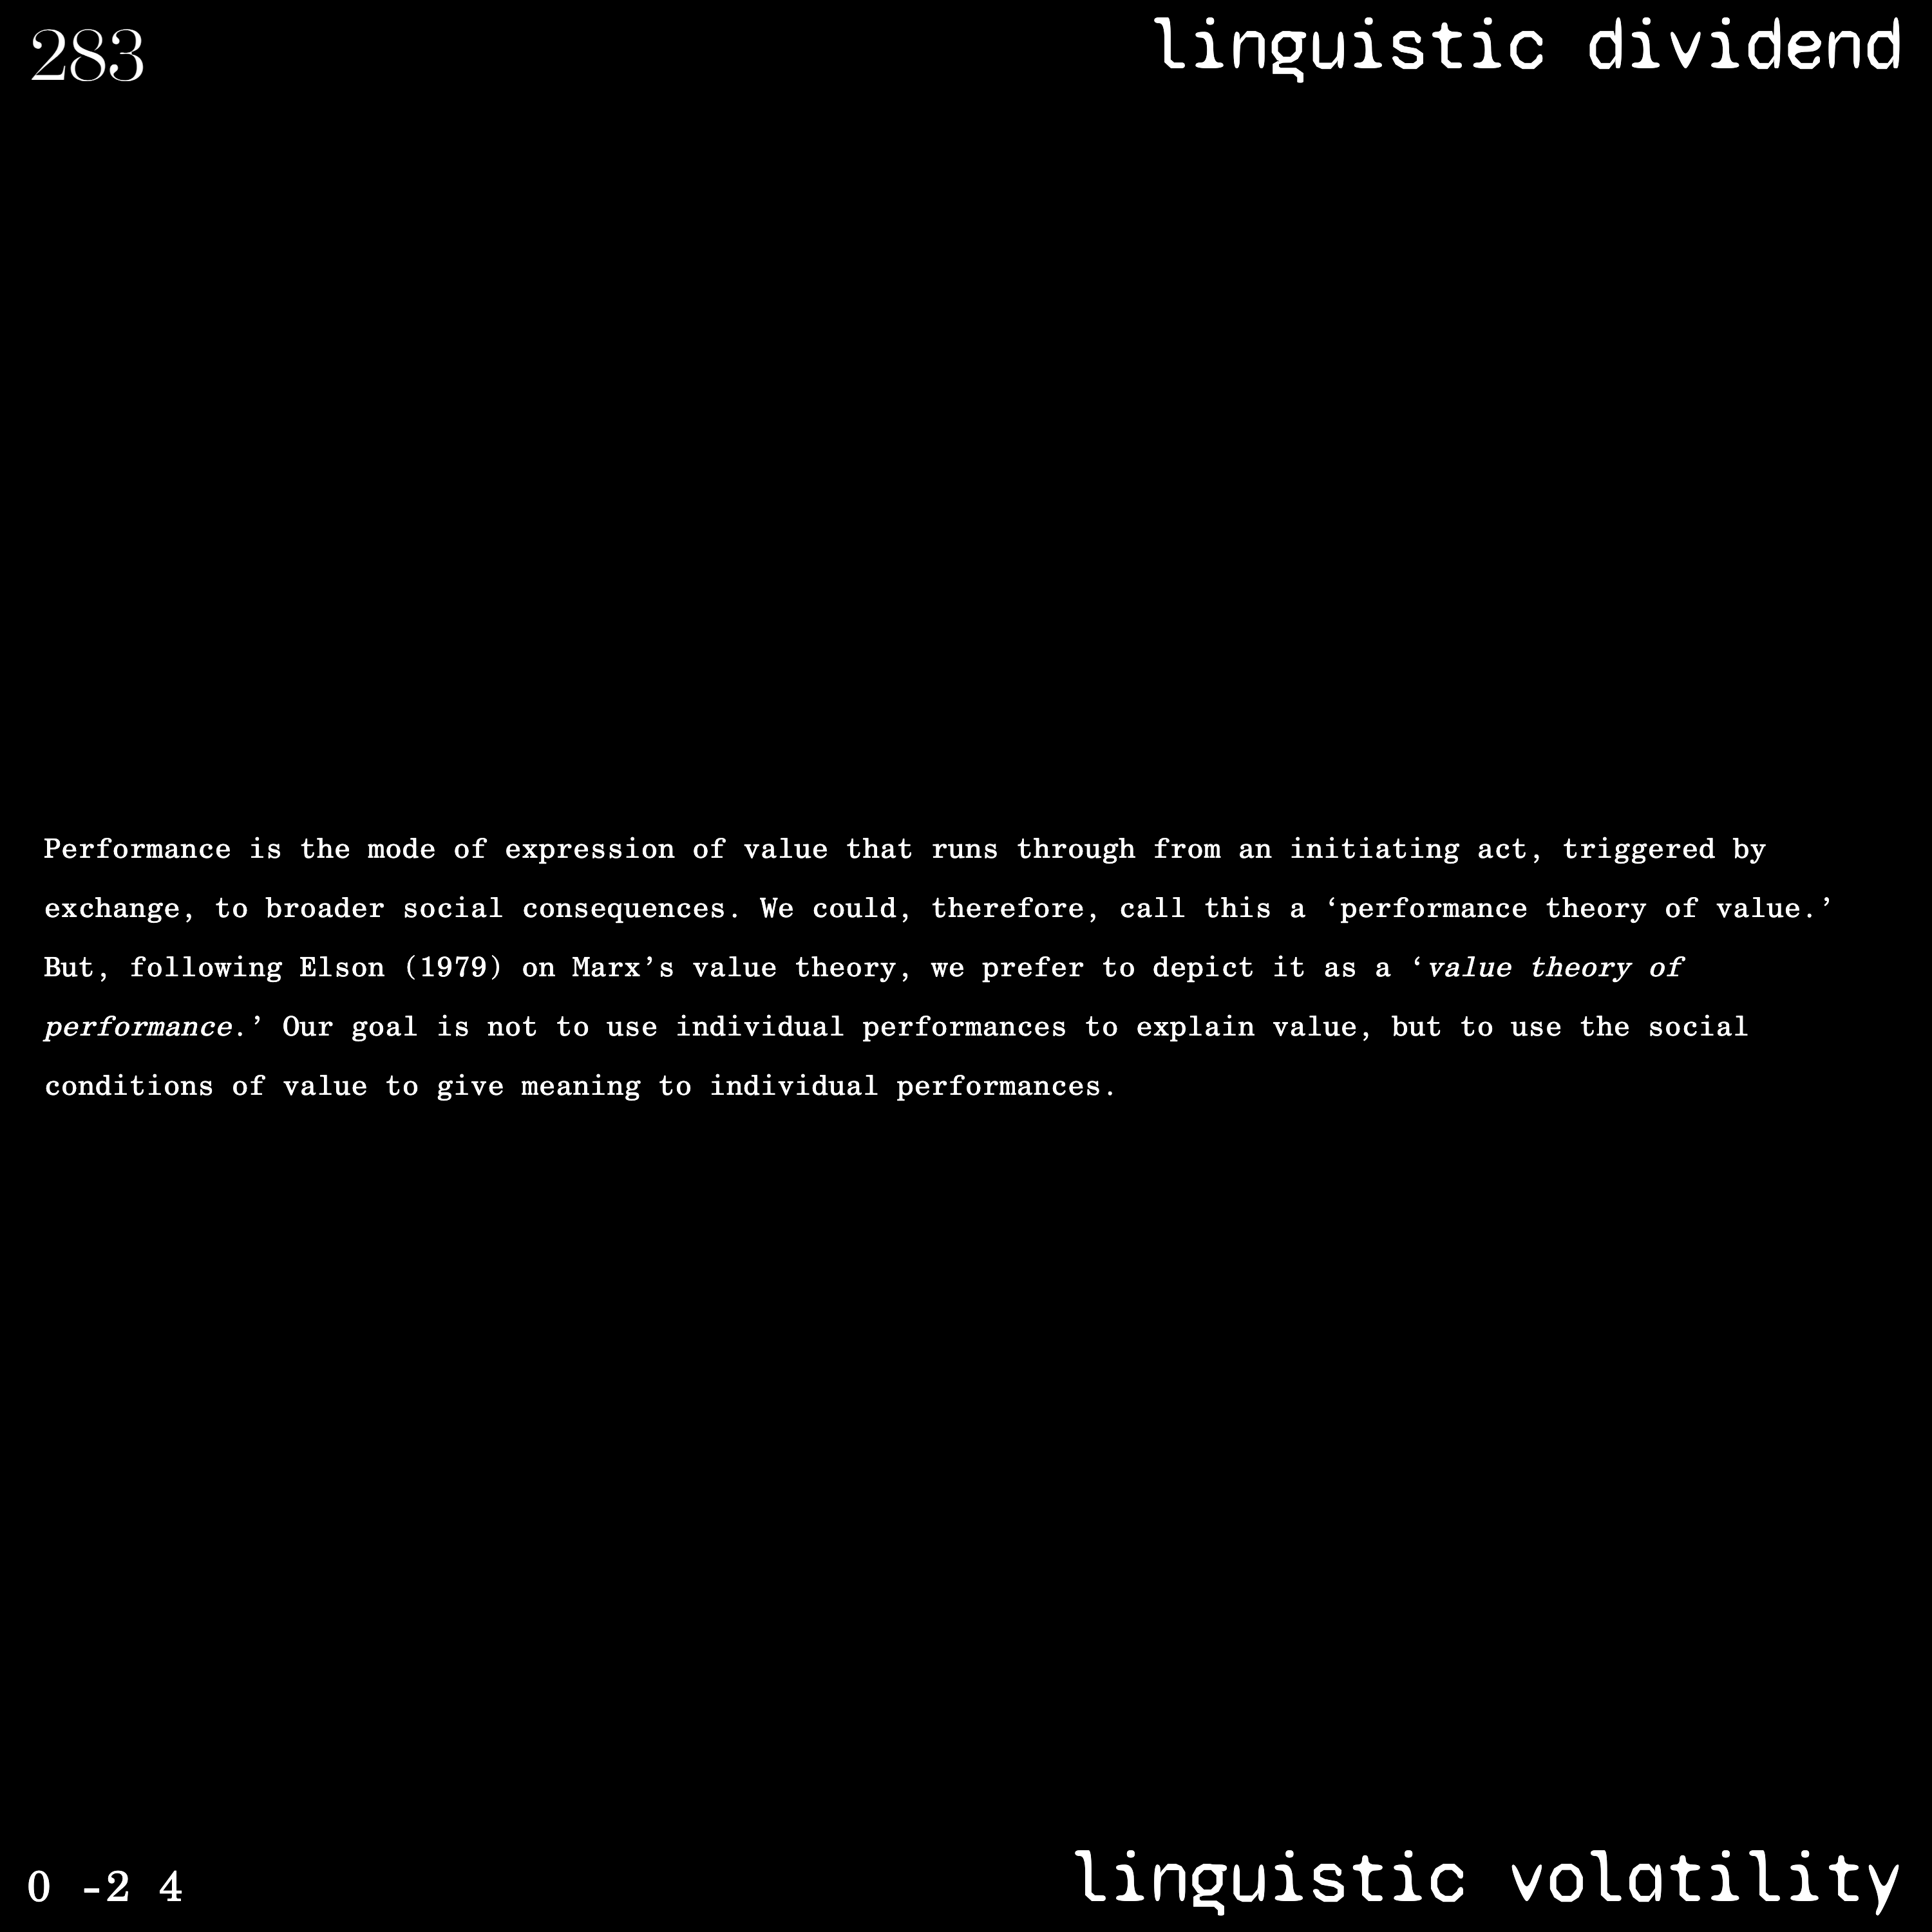 283
linguistic dividend
Performance is the mode of expression of value that runs through from an initiating act, triggered by
exchange, to broader social consequences. We could, therefore, call this a ‘performance theory of value.’
But, following Elson (1979) on Marx’s value theory, we prefer to depict it as a ‘value theory of
performance.’ Our goal is not to use individual performances to explain value, but to use the social
conditions of value to give meaning to individual performances.
0 -2 4
linguistic volatility